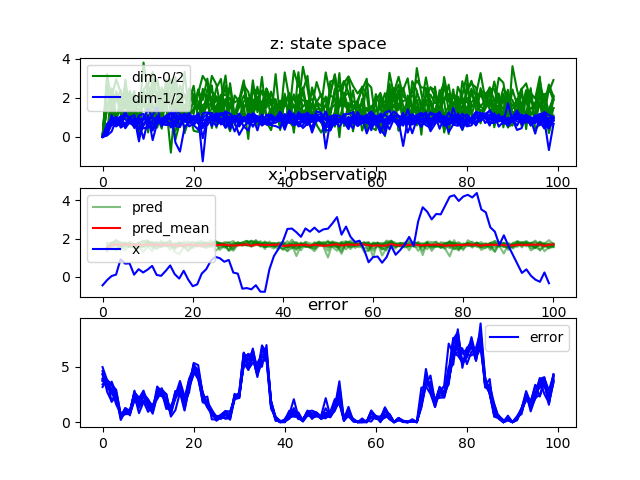 z: state space
4
2
0
dim-0/2
dim-1/2
0 20 40 60 80 100
x: observation
4
2
0
pred
pred_mean
x
0 20 40 60 80 100
error
5
0
error
0 20 40 60 80 100